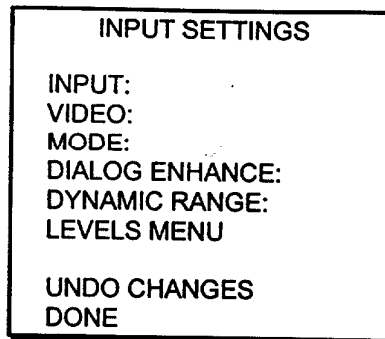 INPUT SETTINGS
INPUT:
VIDEO:
MODE:
DIALOG ENHANCE:
DYNAMIC RANGE:
LEVELS MENU
UNDO CHANGES
DONE